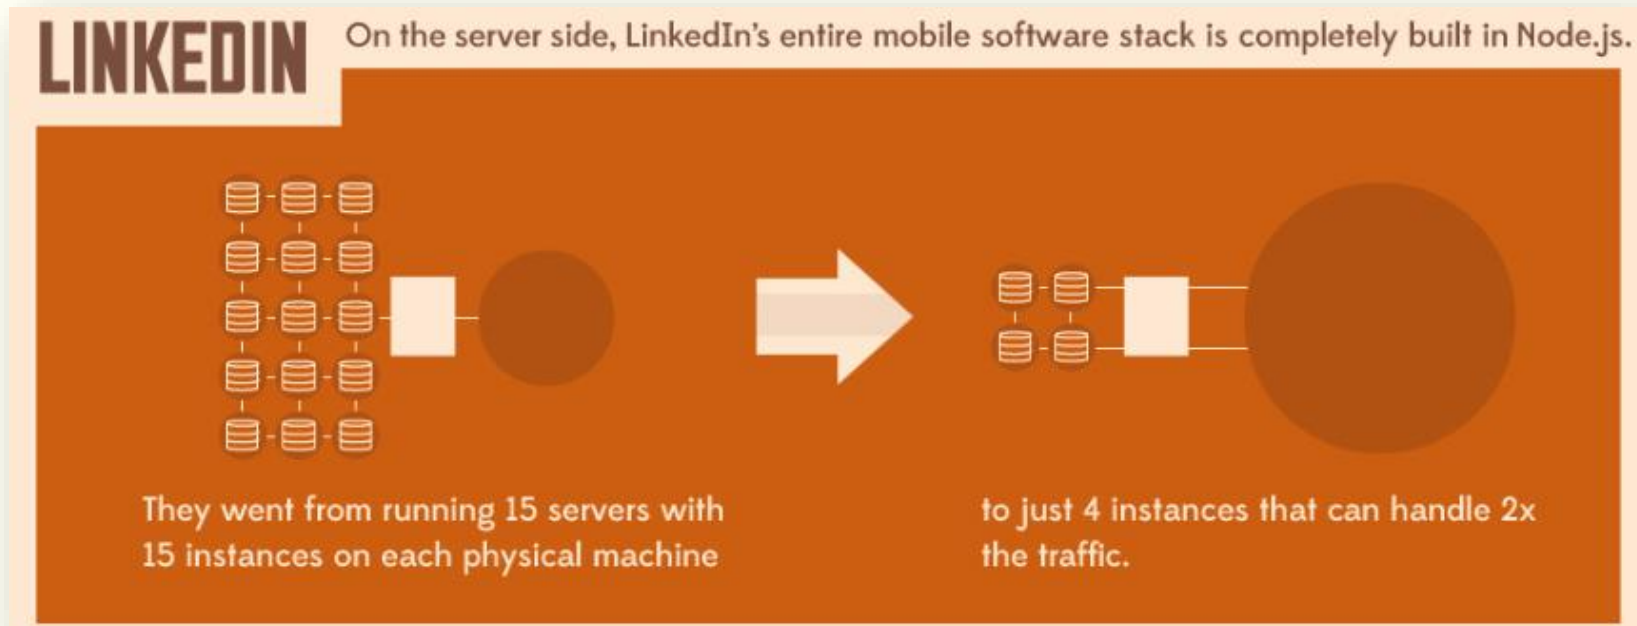 LINKEDIN
On the server side, LinkedIn's entire mobile software stack is completely built in Node.js.
They went from running 15 servers with
15 instances on each physical machine
to just 4 instances that can handle 2x
the traffic.